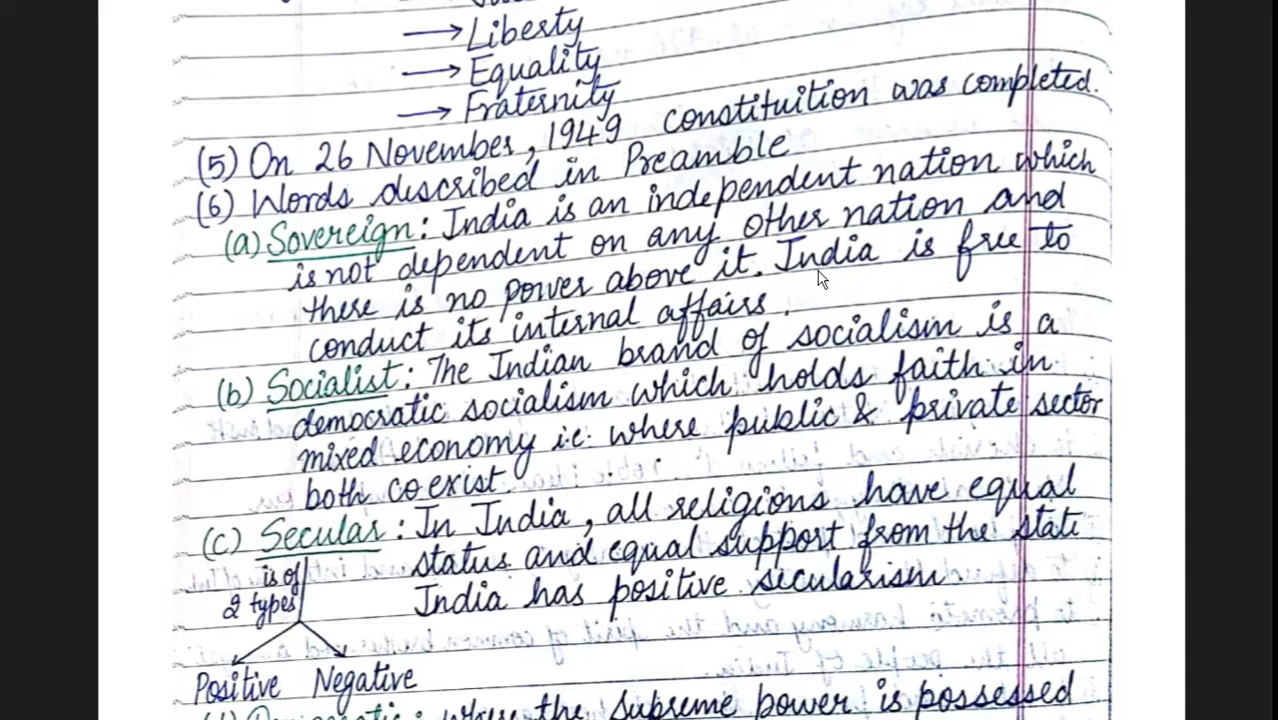 → Liberty
→ Equality
→ Fraternity
(5) On 26 November, 1949 constituition was completed.
(6) Words described in Preamble
(a) Sovereign: India is an independent nation which
is not dependent on any other nation and
there is no power above it. India is free to
conduct its internal affairs.
(b) Socialist: The Indian brand of socialism is a
democratic socialism which holds faith in
mixed economy i.e. where public & private sector
both co exist.
(c) Secular: In India, all religions have equal
status and equal support from the state
India has positive secularism
is of
2 types
Positive Negative
where the supreme power is possessed